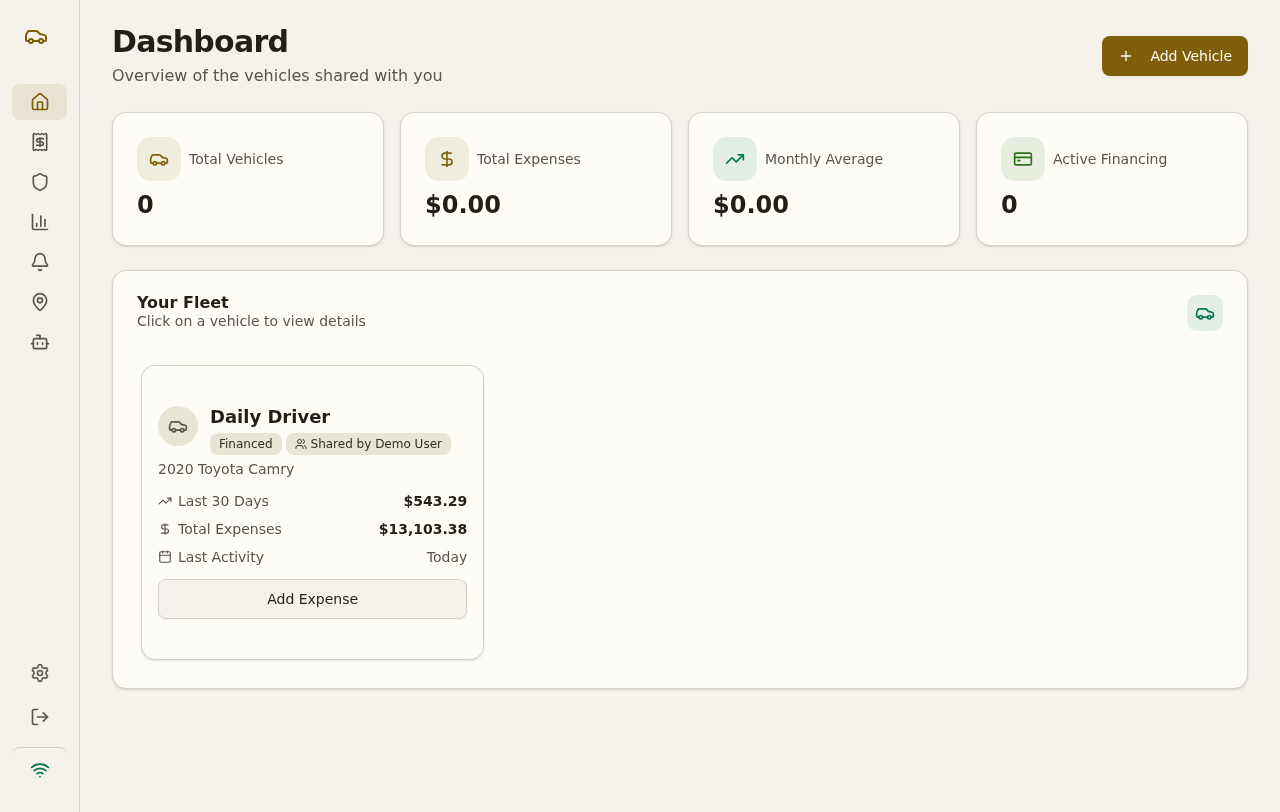 Dashboard
Overview of the vehicles shared with you
Add Vehicle
Total Vehicles
0
Total Expenses
$0.00
Monthly Average
$0.00
Active Financing
0
Your Fleet
Click on a vehicle to view details
Daily Driver
Financed
Shared by Demo User
2020 Toyota Camry
Last 30 Days
$543.29
Total Expenses
$13,103.38
Last Activity
Today
Add Expense